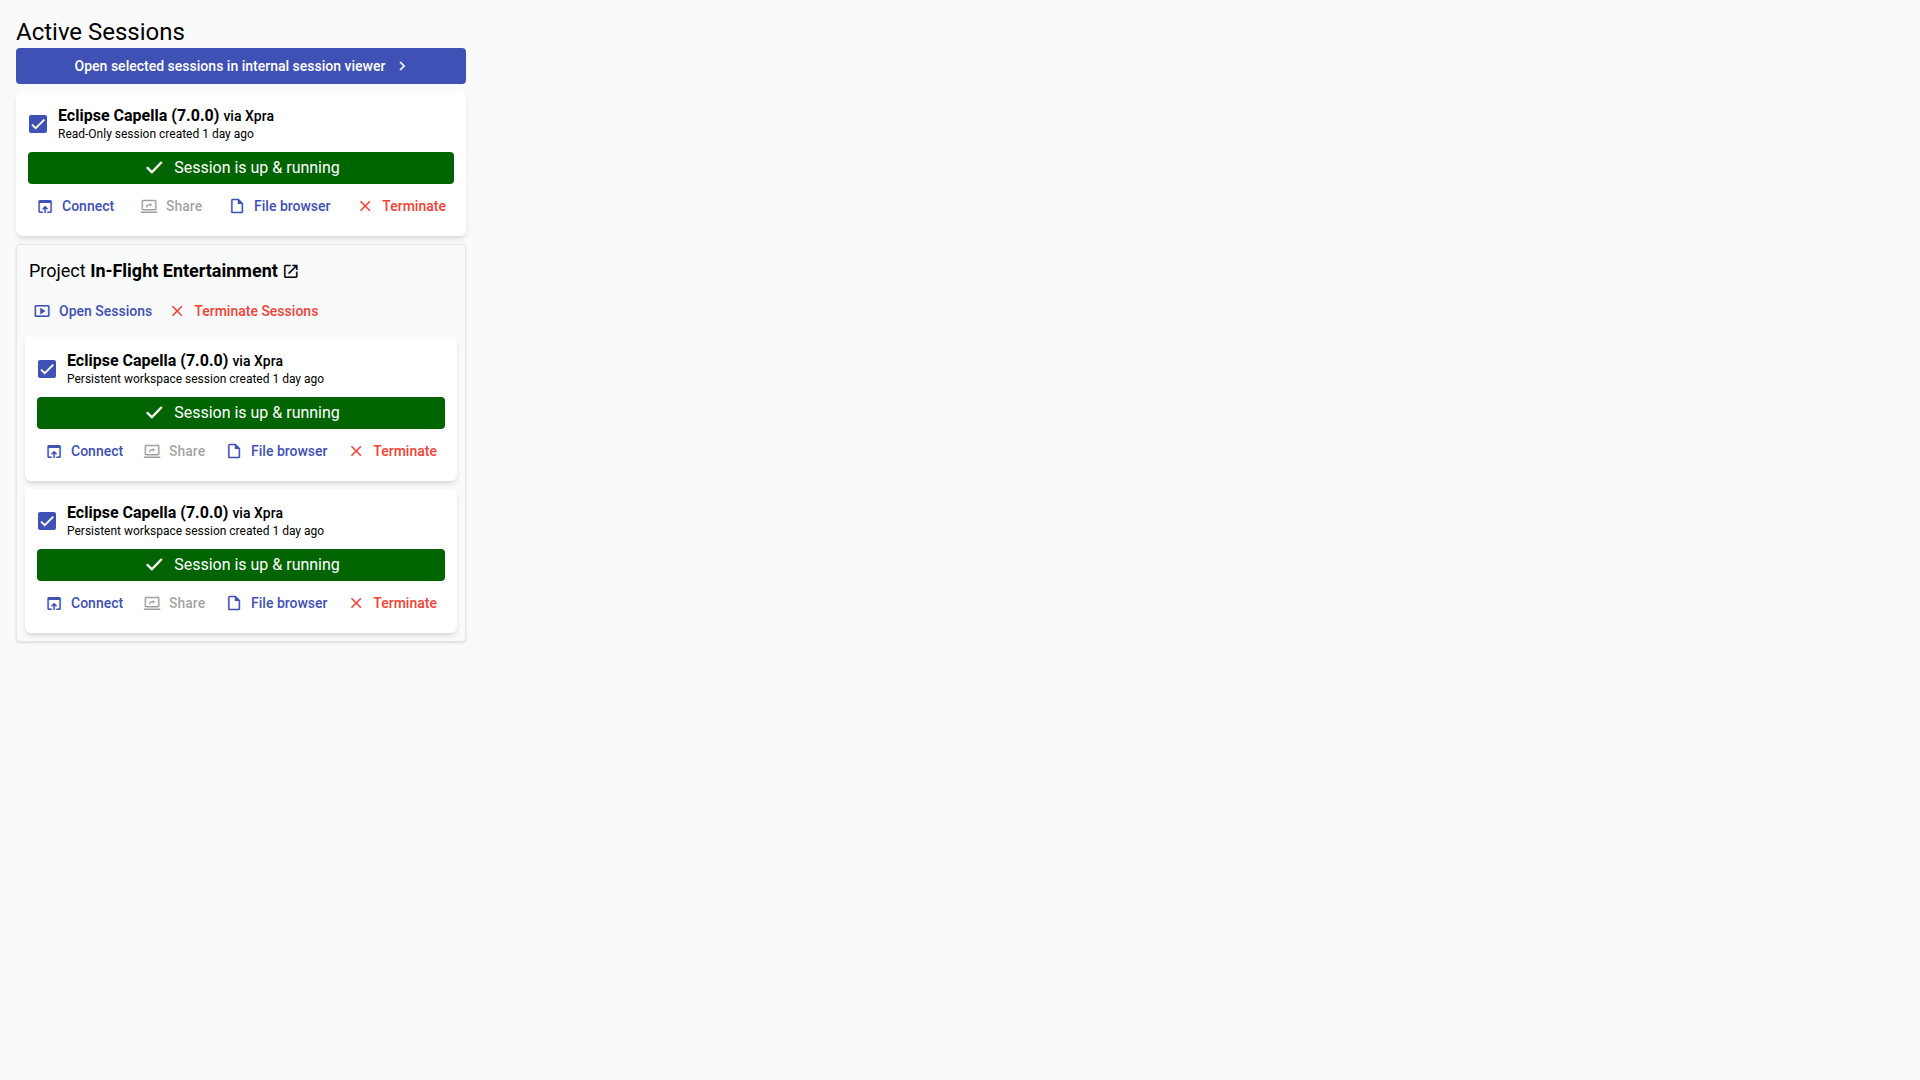 Active Sessions
Open selected sessions in internal session viewer
Eclipse Capella (7.0.0) via Xpra
Read-Only session created 1 day ago
Session is up & running
Connect Share File browser Terminate
Project In-Flight Entertainment
Open Sessions Terminate Sessions
Eclipse Capella (7.0.0) via Xpra
Persistent workspace session created 1 day ago
Session is up & running
Connect Share File browser Terminate
Eclipse Capella (7.0.0) via Xpra
Persistent workspace session created 1 day ago
Session is up & running
Connect Share File browser Terminate